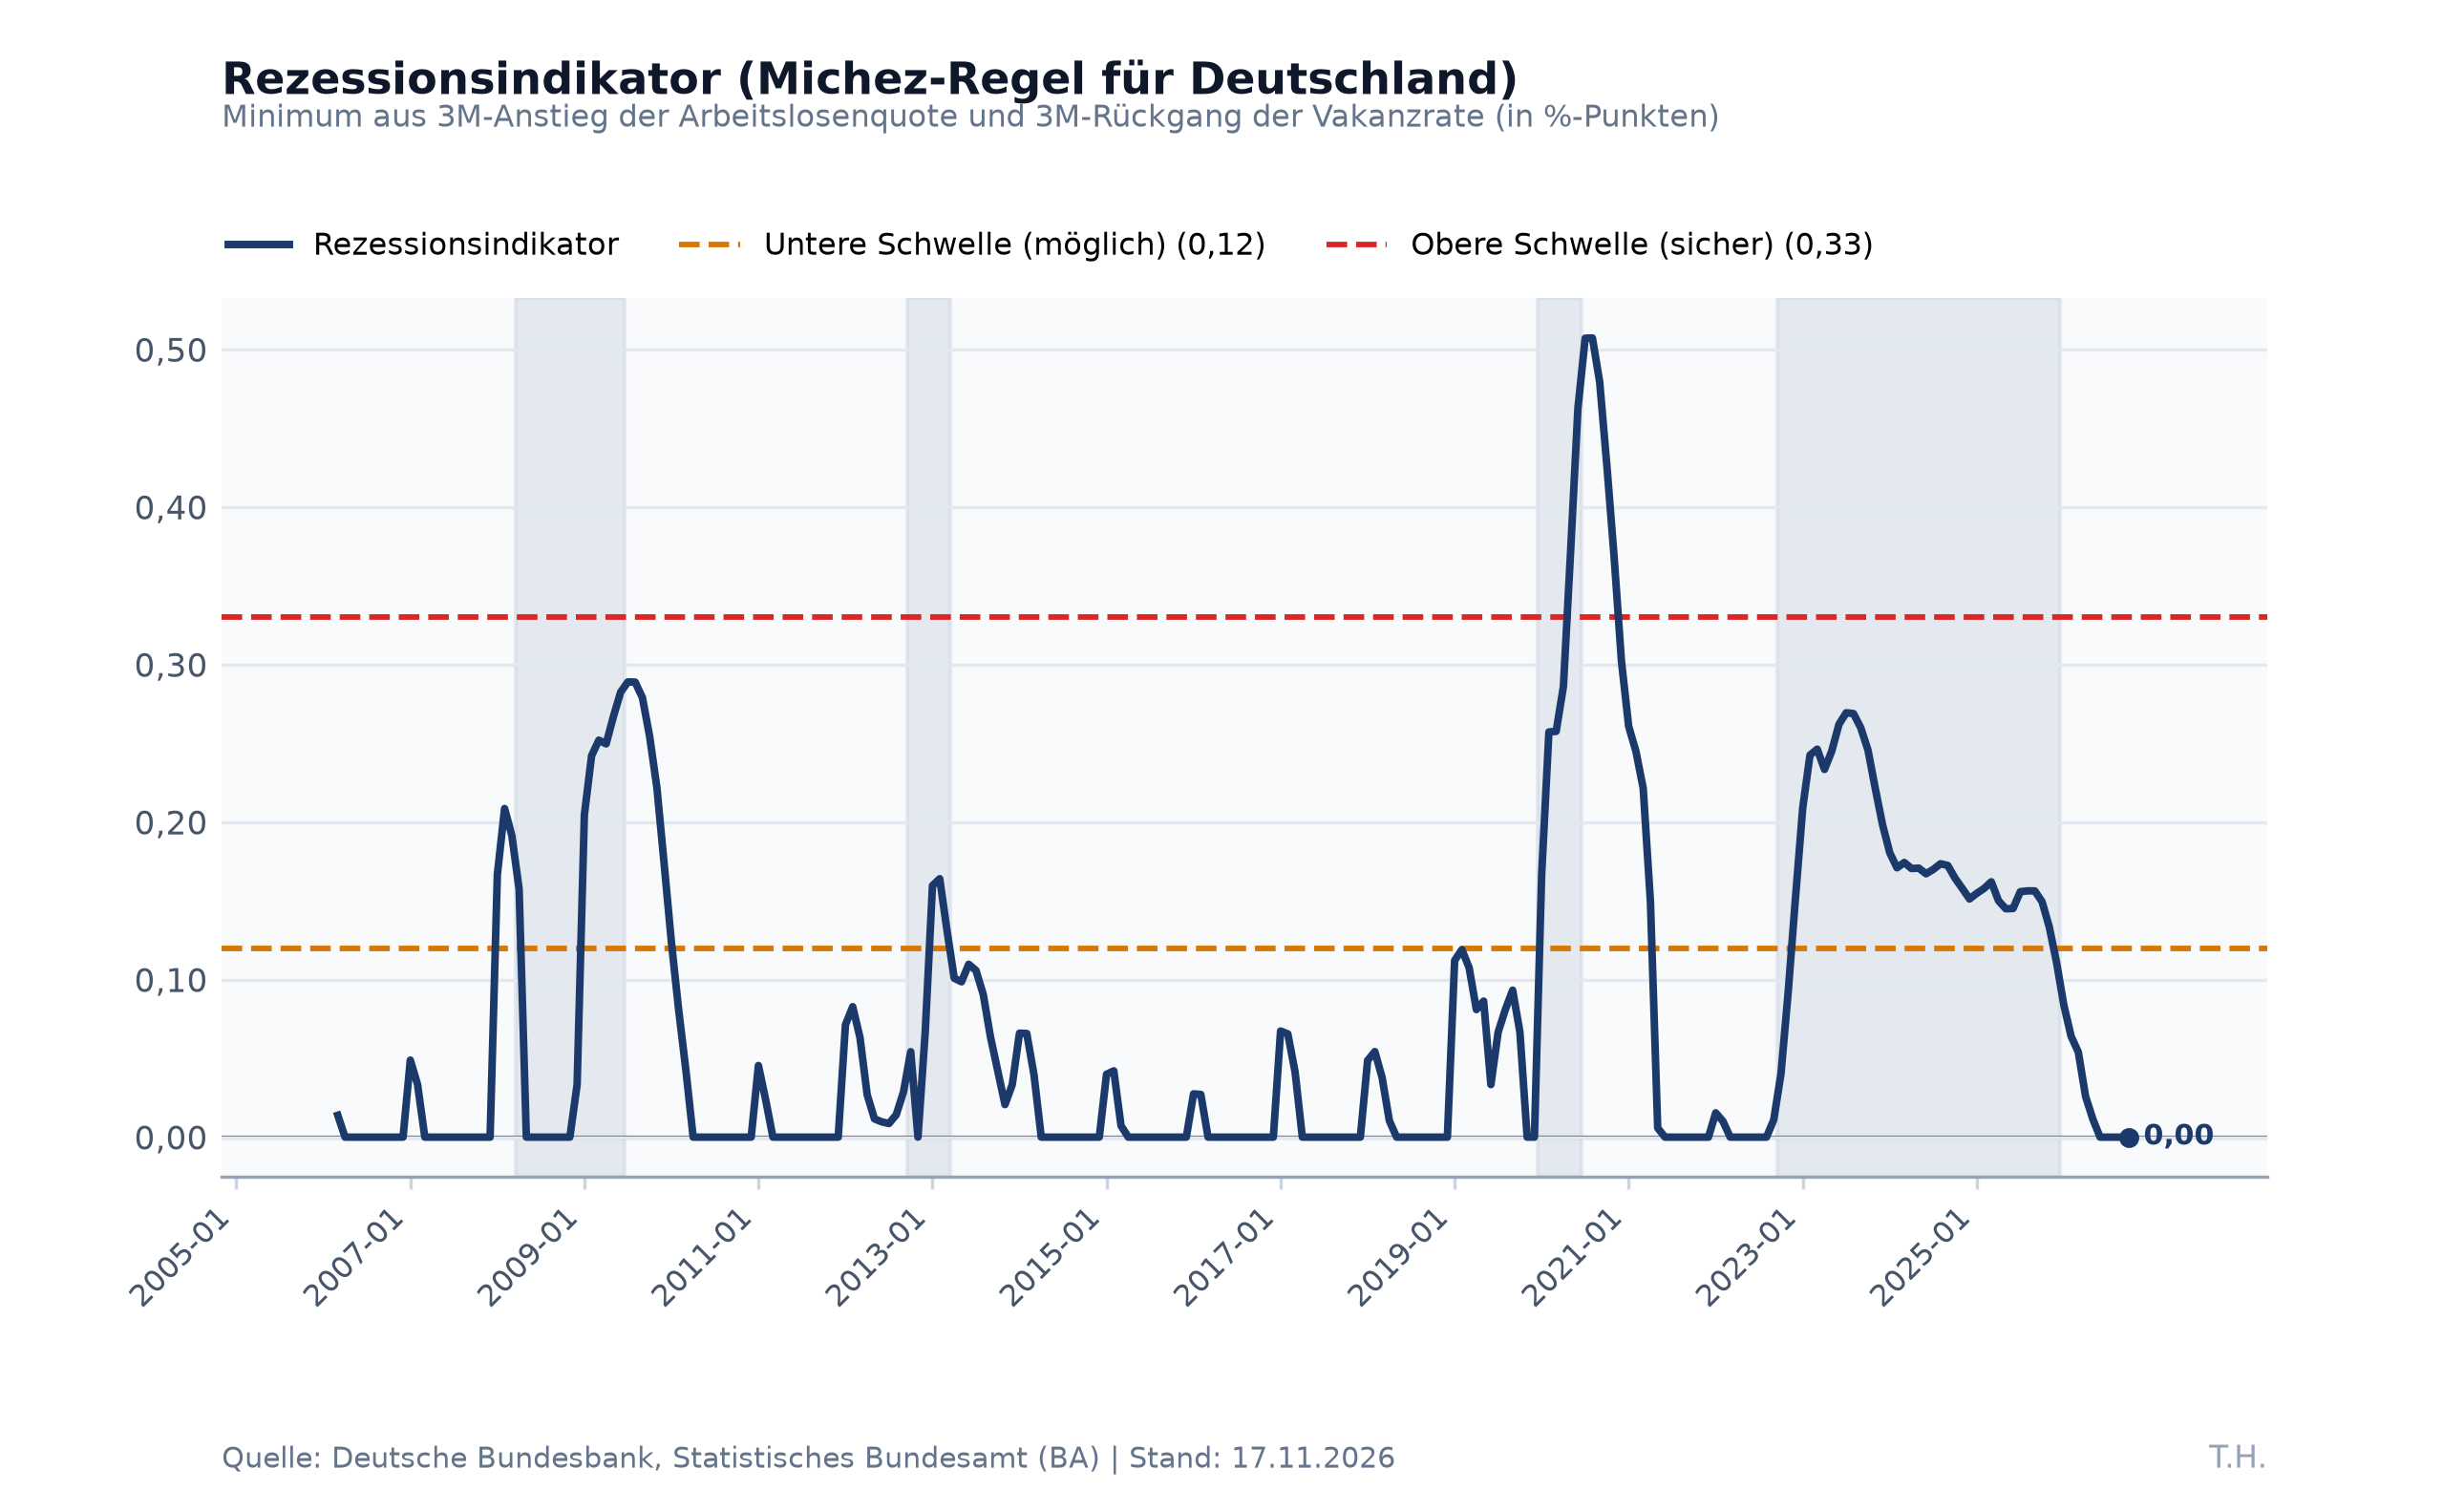 Rezessionsindikator (Michez-Regel für Deutschland)
Minimum aus 3M-Anstieg der Arbeitslosenquote und 3M-Rückgang der Vakanzrate (in %-Punkten)
Rezessionsindikator
Untere Schwelle (möglich) (0,12)
Obere Schwelle (sicher) (0,33)
0,50
0,40
0,30
0,20
0,10
0,00
0,00
2005-01
2007-01
2009-01
2011-01
2013-01
2015-01
2017-01
2019-01
2021-01
2023-01
2025-01
Quelle: Deutsche Bundesbank, Statistisches Bundesamt (BA) | Stand: 17.11.2026
T.H.